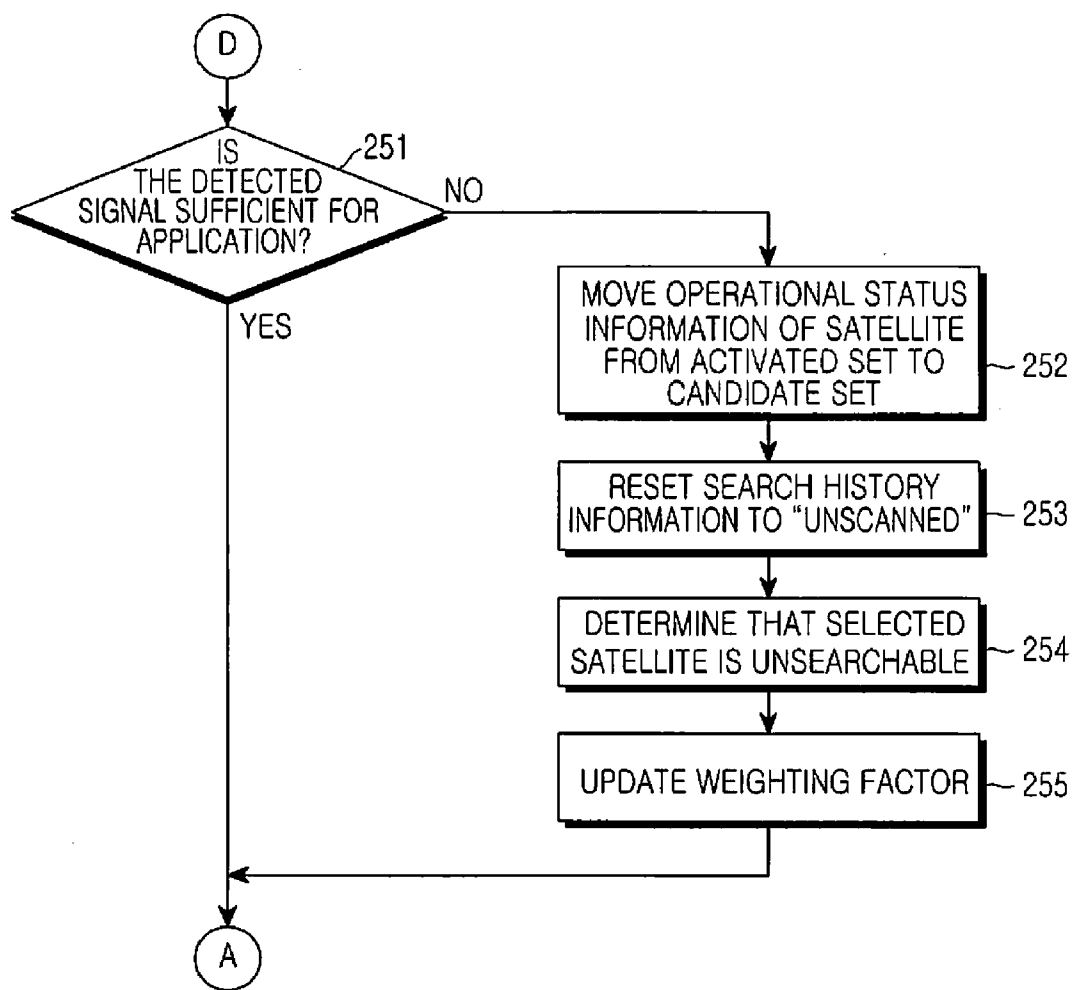 D
IS
THE DETECTED
SIGNAL SUFFICIENT FOR
APPLICATION?
251
NO
YES
MOVE OPERATIONAL STATUS
INFORMATION OF SATELLITE
FROM ACTIVATED SET TO
CANDIDATE SET
252
RESET SEARCH HISTORY
INFORMATION TO “UNSCANNED”
253
DETERMINE THAT SELECTED
SATELLITE IS UNSEARCHABLE
254
UPDATE WEIGHTING FACTOR
255
A